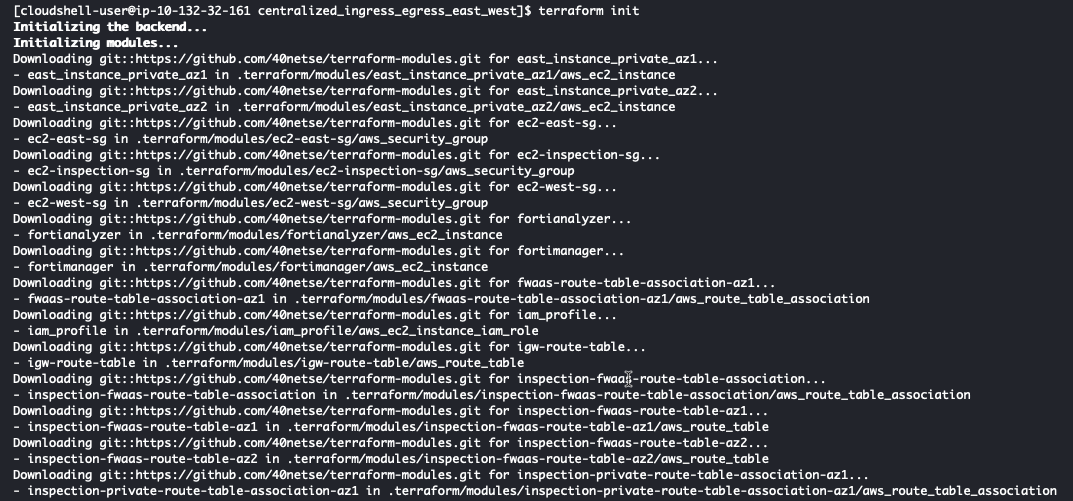 [cloudshell-user@ip-10-132-32-161 centralized_ingress_egress_east_west]$ terraform init
Initializing the backend...
Initializing modules...
Downloading git::https://github.com/40netse/terraform-modules.git for east_instance_private_az1...
- east_instance_private_az1 in .terraform/modules/east_instance_private_az1/aws_ec2_instance
Downloading git::https://github.com/40netse/terraform-modules.git for east_instance_private_az2...
- east_instance_private_az2 in .terraform/modules/east_instance_private_az2/aws_ec2_instance
Downloading git::https://github.com/40netse/terraform-modules.git for ec2-east-sg...
- ec2-east-sg in .terraform/modules/ec2-east-sg/aws_security_group
Downloading git::https://github.com/40netse/terraform-modules.git for ec2-inspection-sg...
- ec2-inspection-sg in .terraform/modules/ec2-inspection-sg/aws_security_group
Downloading git::https://github.com/40netse/terraform-modules.git for ec2-west-sg...
- ec2-west-sg in .terraform/modules/ec2-west-sg/aws_security_group
Downloading git::https://github.com/40netse/terraform-modules.git for fortianalyzer...
- fortianalyzer in .terraform/modules/fortianalyzer/aws_ec2_instance
Downloading git::https://github.com/40netse/terraform-modules.git for fortimanager...
- fortimanager in .terraform/modules/fortimanager/aws_ec2_instance
Downloading git::https://github.com/40netse/terraform-modules.git for fwaas-route-table-association-az1...
- fwaas-route-table-association-az1 in .terraform/modules/fwaas-route-table-association-az1/aws_route_table_association
Downloading git::https://github.com/40netse/terraform-modules.git for iam_profile...
- iam_profile in .terraform/modules/iam_profile/aws_ec2_instance_iam_role
Downloading git::https://github.com/40netse/terraform-modules.git for igw-route-table...
- igw-route-table in .terraform/modules/igw-route-table/aws_route_table
Downloading git::https://github.com/40netse/terraform-modules.git for inspection-fwaas-route-table-association...
- inspection-fwaas-route-table-association in .terraform/modules/inspection-fwaas-route-table-association/aws_route_table_association
Downloading git::https://github.com/40netse/terraform-modules.git for inspection-fwaas-route-table-az1...
- inspection-fwaas-route-table-az1 in .terraform/modules/inspection-fwaas-route-table-az1/aws_route_table
Downloading git::https://github.com/40netse/terraform-modules.git for inspection-fwaas-route-table-az2...
- inspection-fwaas-route-table-az2 in .terraform/modules/inspection-fwaas-route-table-az2/aws_route_table
Downloading git::https://github.com/40netse/terraform-modules.git for inspection-private-route-table-association-az1...
- inspection-private-route-table-association-az1 in .terraform/modules/inspection-private-route-table-association-az1/aws_route_table_association